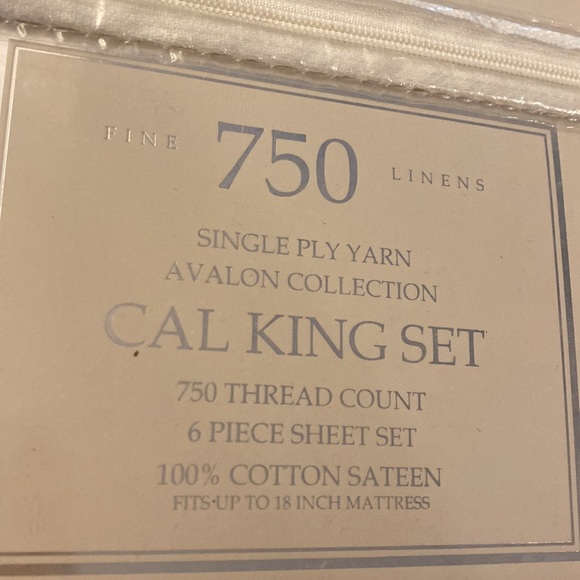 FINE 750 LINENS
SINGLE PLY YARN
AVALON COLLECTION
CAL KING SET
750 THREAD COUNT
6 PIECE SHEET SET
100% COTTON SATEEN
FITS UP TO 18 INCH MATTRESS